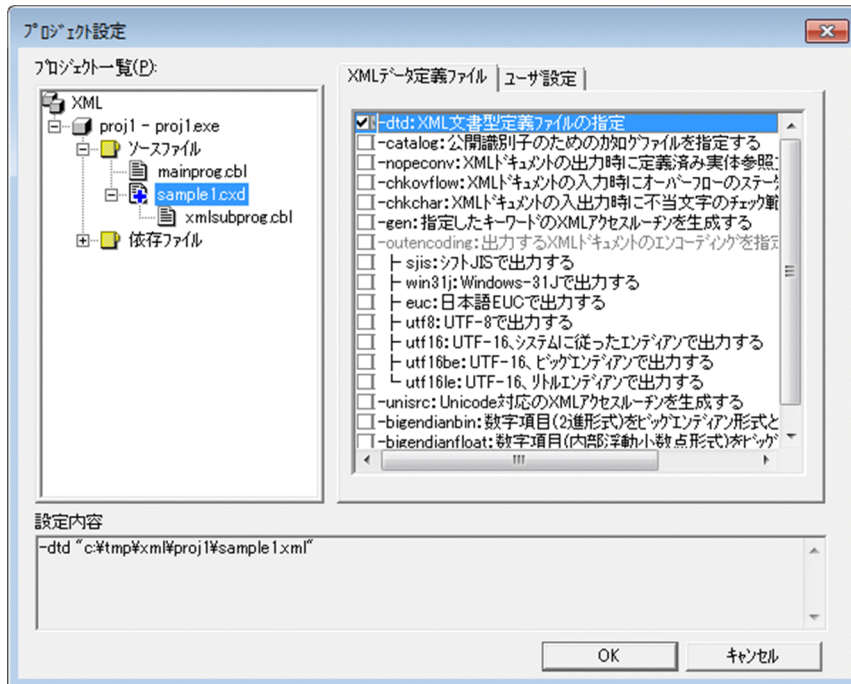 プロジェクト設定
プロジェクト一覧(P):
XML
proj1 - proj1.exe
ソースファイル
mainprog.cbl
sample1.cxd
xmlsubprog.cbl
依存ファイル
XMLデータ定義ファイル
ユーザ設定
-dtd:XML文書型定義ファイルの指定
-catalog:公開識別子のためのカタログファイルを指定する
-nopeconv:XMLドキュメントの出力時に定義済み実体参照
-chkovflow:XMLドキュメントの入力時にオーバーフローのステー
-chkchar:XMLドキュメントの入出力時に不当文字のチェック範
-gen:指定したキーワードのXMLアクセスルーチンを生成する
-outencoding:出力するXMLドキュメントのエンコーディングを指定
├ sjis:シフトJISで出力する
├ win31j:Windows-31Jで出力する
├ euc:日本語EUCで出力する
├ utf8:UTF-8で出力する
├ utf16:UTF-16、システムに従ったエンディアンで出力する
├ utf16be:UTF-16、ビッグエンディアンで出力する
└ utf16le:UTF-16、リトルエンディアンで出力する
-unisrc:Unicode対応のXMLアクセスルーチンを生成する
-bigendianbin:数字項目(2進形式)をビッグエンディアン形式と
-bigendianfloat:数字項目(内部浮動小数点形式)をビッグ
設定内容
-dtd "c:¥tmp¥xml¥proj1¥sample1.xml"
OK
キャンセル